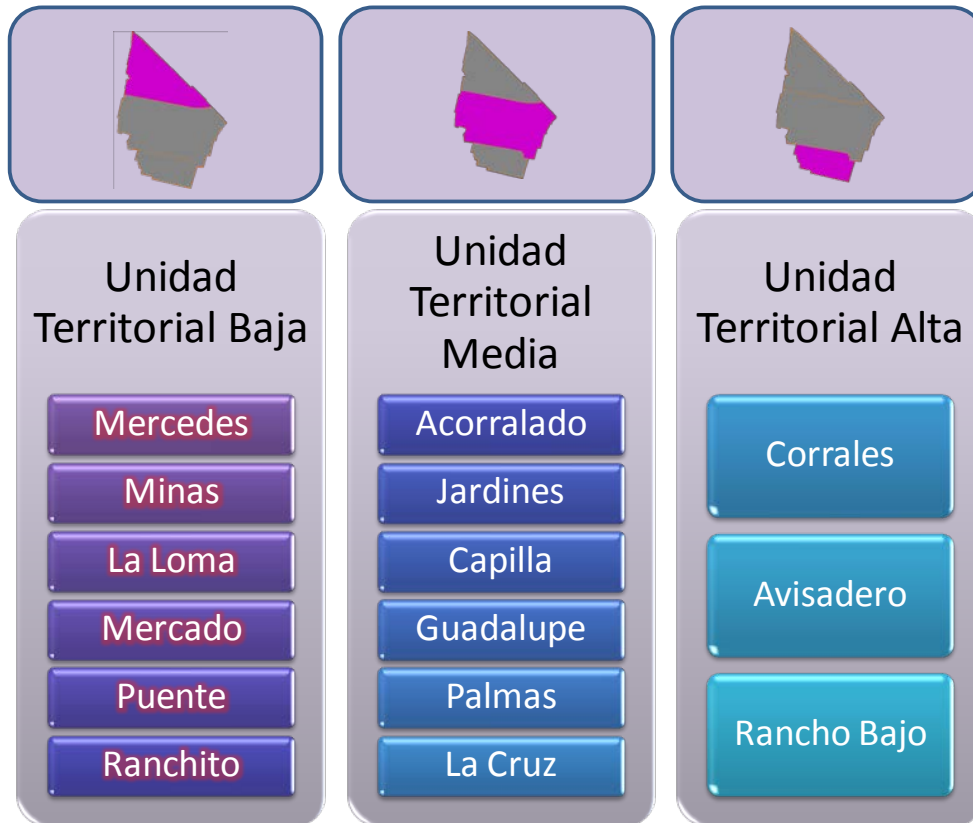 Unidad
Territorial Baja
Mercedes
Minas
La Loma
Mercado
Puente
Ranchito
Unidad
Territorial
Media
Acorralado
Jardines
Capilla
Guadalupe
Palmas
La Cruz
Unidad
Territorial Alta
Corrales
Avisadero
Rancho Bajo